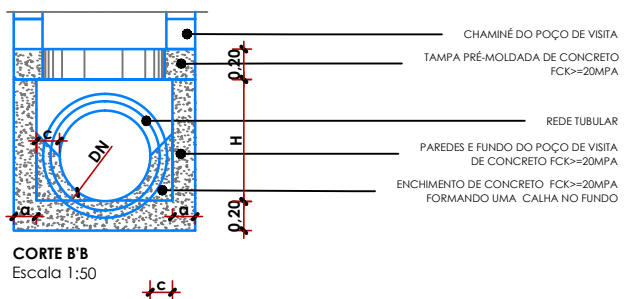 CHAMINÉ DO POÇO DE VISITA
TAMPA PRÉ-MOLDADA DE CONCRETO
FCK>=20MPA
0,20
REDE TUBULAR
c
DN
H
PAREDES E FUNDO DO POÇO DE VISITA
DE CONCRETO FCK>=20MPA
ENCHIMENTO DE CONCRETO FCK>=20MPA
FORMANDO UMA CALHA NO FUNDO
a
a
0,20
CORTE B'B
Escala 1:50
c